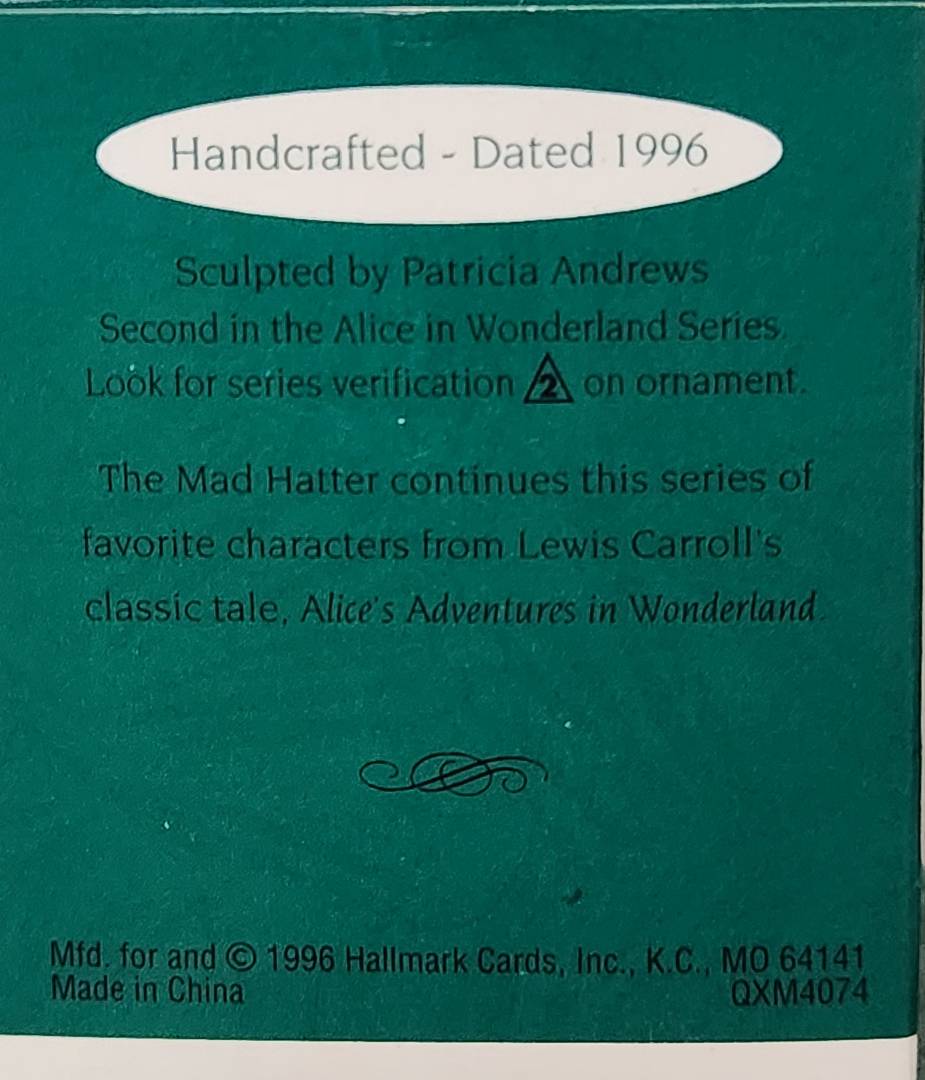 Handcrafted - Dated 1996
Sculpted by Patricia Andrews
Second in the Alice in Wonderland Series.
Look for series verification 2 on ornament.
The Mad Hatter continues this series of
favorite characters from Lewis Carroll's
classic tale, Alice's Adventures in Wonderland.
Mfd. for and © 1996 Hallmark Cards, Inc., K.C., MO 64141
Made in China
QXM4074